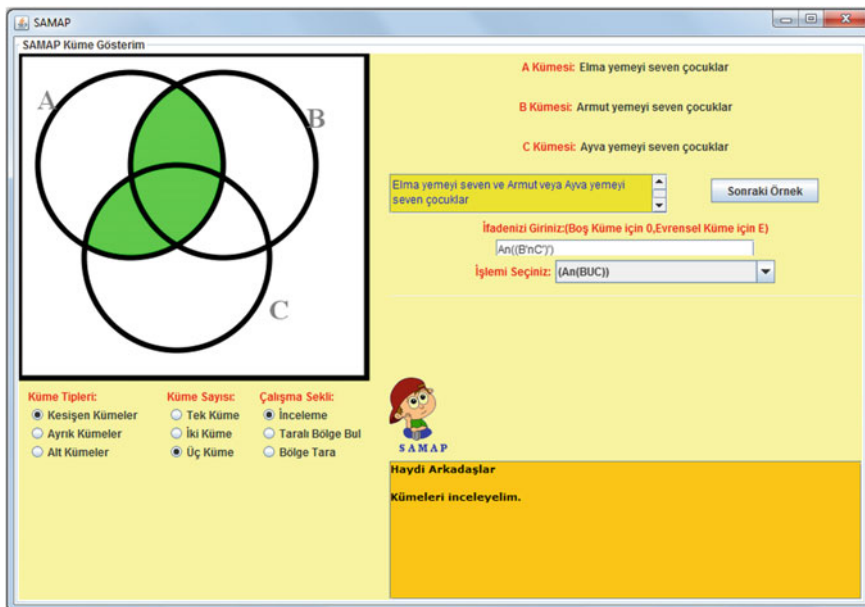 SAMAP
SAMAP Küme Gösterim
A
B
C
A Kümesi: Elma yemeyi seven çocuklar
B Kümesi: Armut yemeyi seven çocuklar
C Kümesi: Ayva yemeyi seven çocuklar
Elma yemeyi seven ve Armut veya Ayva yemeyi
seven çocuklar
Sonraki Örnek
İfadenizi Giriniz:(Boş Küme için 0,Evrensel Küme için E)
An((B'nC')')
İşlemi Seçiniz: (An(BUC))
Küme Tipleri:
Kesişen Kümeler
Ayrık Kümeler
Alt Kümeler
Küme Sayısı:
Tek Küme
İki Küme
Üç Küme
Çalışma Sekli:
İnceleme
Taralı Bölge Bul
Bölge Tara
SAMAP
Haydi Arkadaşlar
Kümeleri inceleyelim.